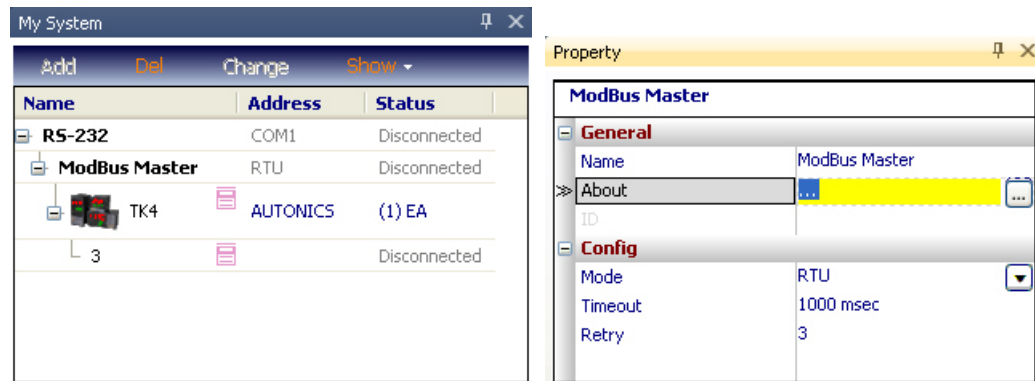 My System
Add Del Change Show
Name Address Status
RS-232 COM1 Disconnected
ModBus Master RTU Disconnected
TK4 AUTONICS (1) EA
3 Disconnected
Property
ModBus Master
General
Name ModBus Master
About ... ...
ID
Config
Mode RTU
Timeout 1000 msec
Retry 3